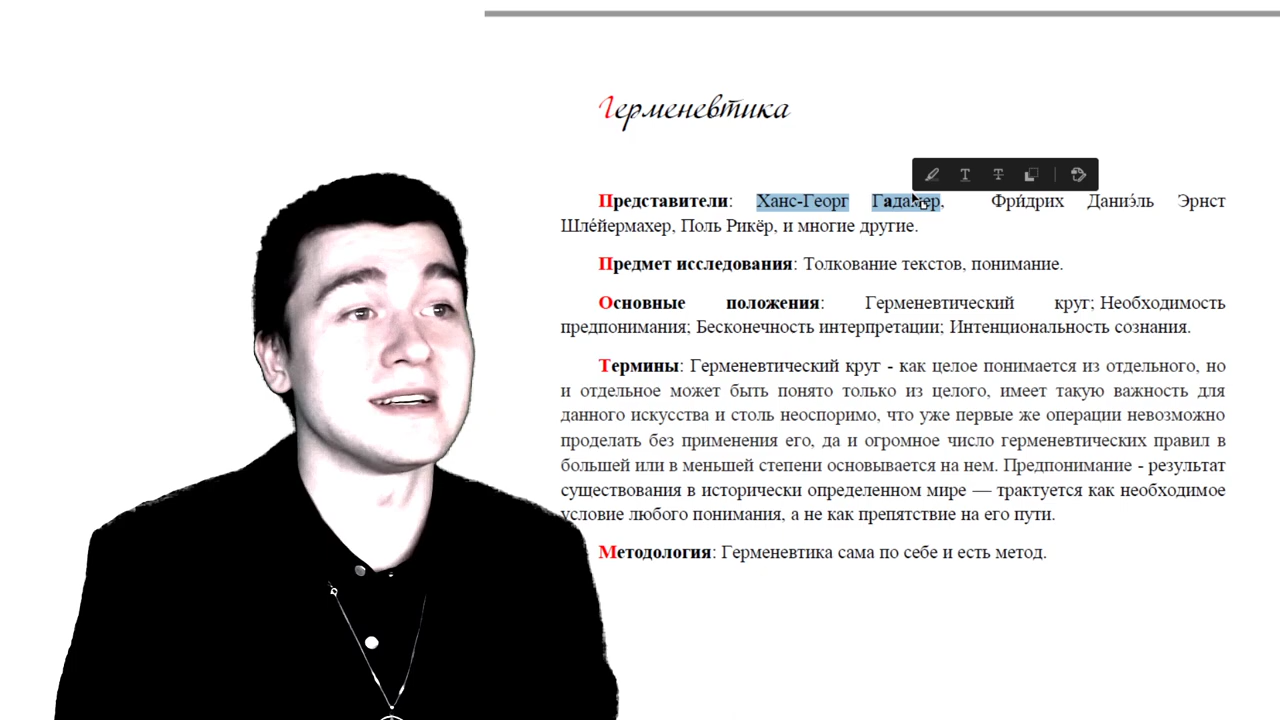 Герменевтика
Представители: Ханс-Георг Гадамер, Фри́дрих Даниэ́ль Эрнст
Шле́йермахер, Поль Рикёр, и многие другие.
Предмет исследования: Толкование текстов, понимание.
Основные положения: Герменевтический круг; Необходимость
предпонимания; Бесконечность интерпретации; Интенциональность сознания.
Термины: Герменевтический круг - как целое понимается из отдельного, но
и отдельное может быть понято только из целого, имеет такую важность для
данного искусства и столь неоспоримо, что уже первые же операции невозможно
проделать без применения его, да и огромное число герменевтических правил в
большей или в меньшей степени основывается на нем. Предпонимание - результат
существования в исторически определенном мире — трактуется как необходимое
условие любого понимания, а не как препятствие на его пути.
Методология: Герменевтика сама по себе и есть метод.